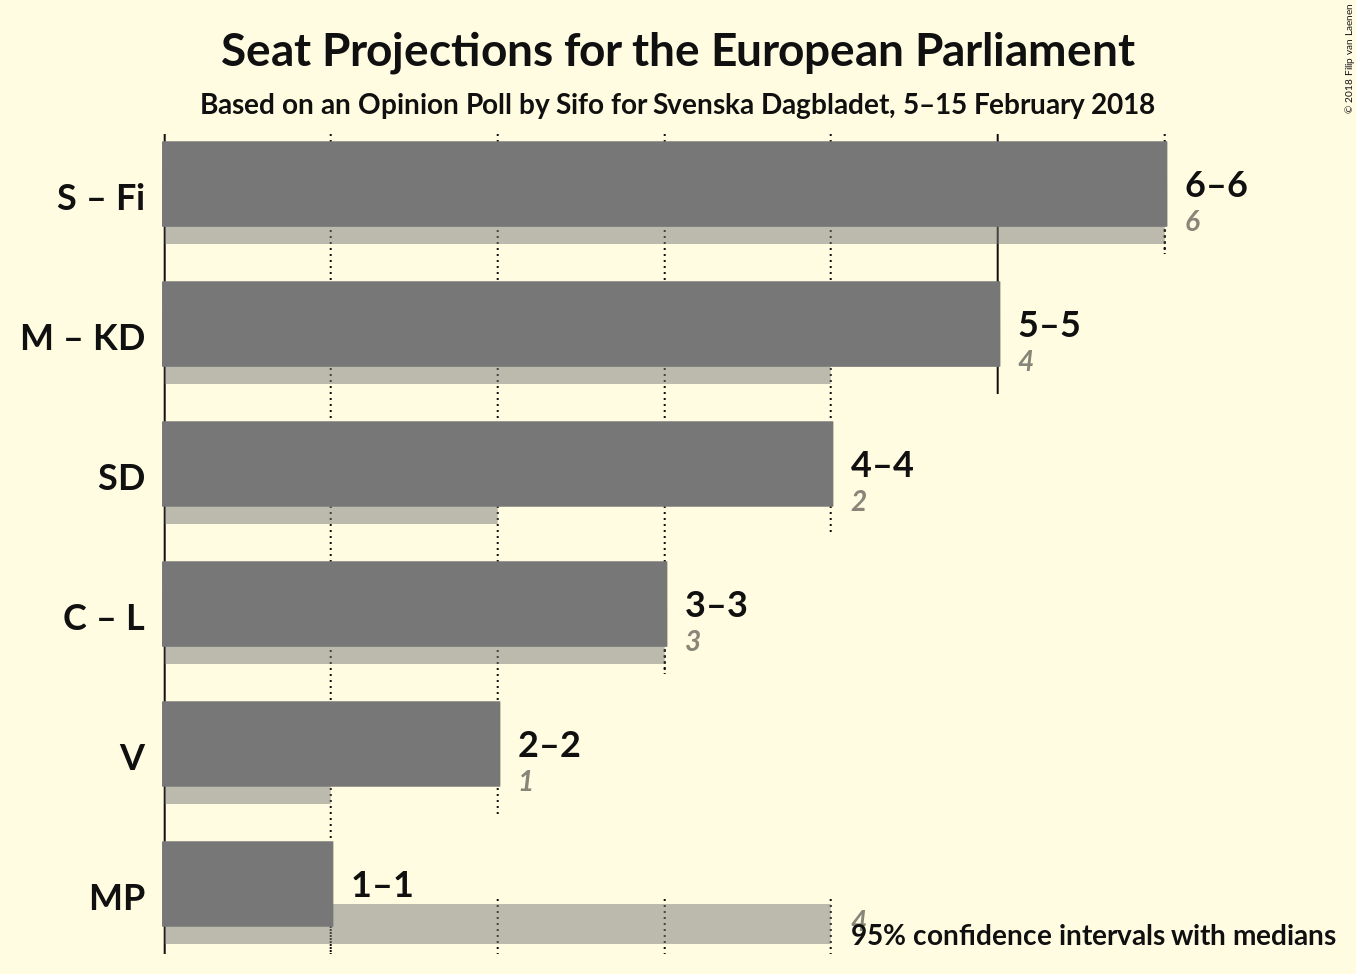 Seat Projections for the European Parliament
Based on an Opinion Poll by Sifo for Svenska Dagbladet, 5–15 February 2018
© 2018 Filip van Laenen
S – Fi
6–6
6
M – KD
5–5
4
SD
4–4
2
C – L
3–3
3
V
2–2
1
MP
1–1
4
95% confidence intervals with medians